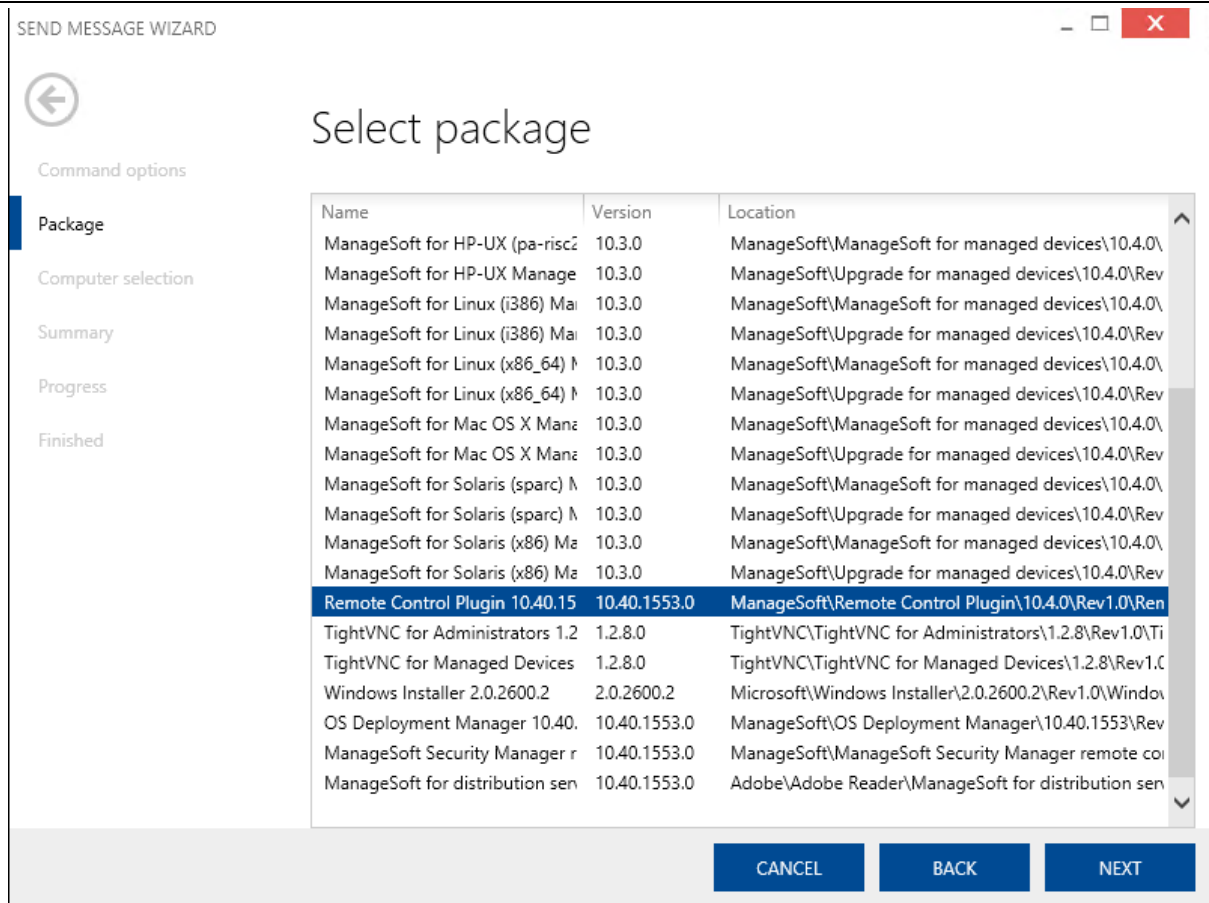 SEND MESSAGE WIZARD
Select package
Command options
Package
Computer selection
Summary
Progress
Finished
Name Version Location
ManageSoft for HP-UX (pa-risc2 10.3.0 ManageSoft\ManageSoft for managed devices\10.4.0\
ManageSoft for HP-UX Manage 10.3.0 ManageSoft\Upgrade for managed devices\10.4.0\Rev
ManageSoft for Linux (i386) Ma 10.3.0 ManageSoft\ManageSoft for managed devices\10.4.0\
ManageSoft for Linux (i386) Ma 10.3.0 ManageSoft\Upgrade for managed devices\10.4.0\Rev
ManageSoft for Linux (x86_64) 10.3.0 ManageSoft\ManageSoft for managed devices\10.4.0\
ManageSoft for Linux (x86_64) 10.3.0 ManageSoft\Upgrade for managed devices\10.4.0\Rev
ManageSoft for Mac OS X Mana 10.3.0 ManageSoft\ManageSoft for managed devices\10.4.0\
ManageSoft for Mac OS X Mana 10.3.0 ManageSoft\Upgrade for managed devices\10.4.0\Rev
ManageSoft for Solaris (sparc) 10.3.0 ManageSoft\ManageSoft for managed devices\10.4.0\
ManageSoft for Solaris (sparc) 10.3.0 ManageSoft\Upgrade for managed devices\10.4.0\Rev
ManageSoft for Solaris (x86) Ma 10.3.0 ManageSoft\ManageSoft for managed devices\10.4.0\
ManageSoft for Solaris (x86) Ma 10.3.0 ManageSoft\Upgrade for managed devices\10.4.0\Rev
Remote Control Plugin 10.40.15 10.40.1553.0 ManageSoft\Remote Control Plugin\10.4.0\Rev1.0\Ren
TightVNC for Administrators 1.2 1.2.8.0 TightVNC\TightVNC for Administrators\1.2.8\Rev1.0\Ti
TightVNC for Managed Devices 1.2.8.0 TightVNC\TightVNC for Managed Devices\1.2.8\Rev1.0
Windows Installer 2.0.2600.2 2.0.2600.2 Microsoft\Windows Installer\2.0.2600.2\Rev1.0\Windo
OS Deployment Manager 10.40. 10.40.1553.0 ManageSoft\OS Deployment Manager\10.40.1553\Rev
ManageSoft Security Manager r 10.40.1553.0 ManageSoft\ManageSoft Security Manager remote co
ManageSoft for distribution ser 10.40.1553.0 Adobe\Adobe Reader\ManageSoft for distribution ser
CANCEL BACK NEXT